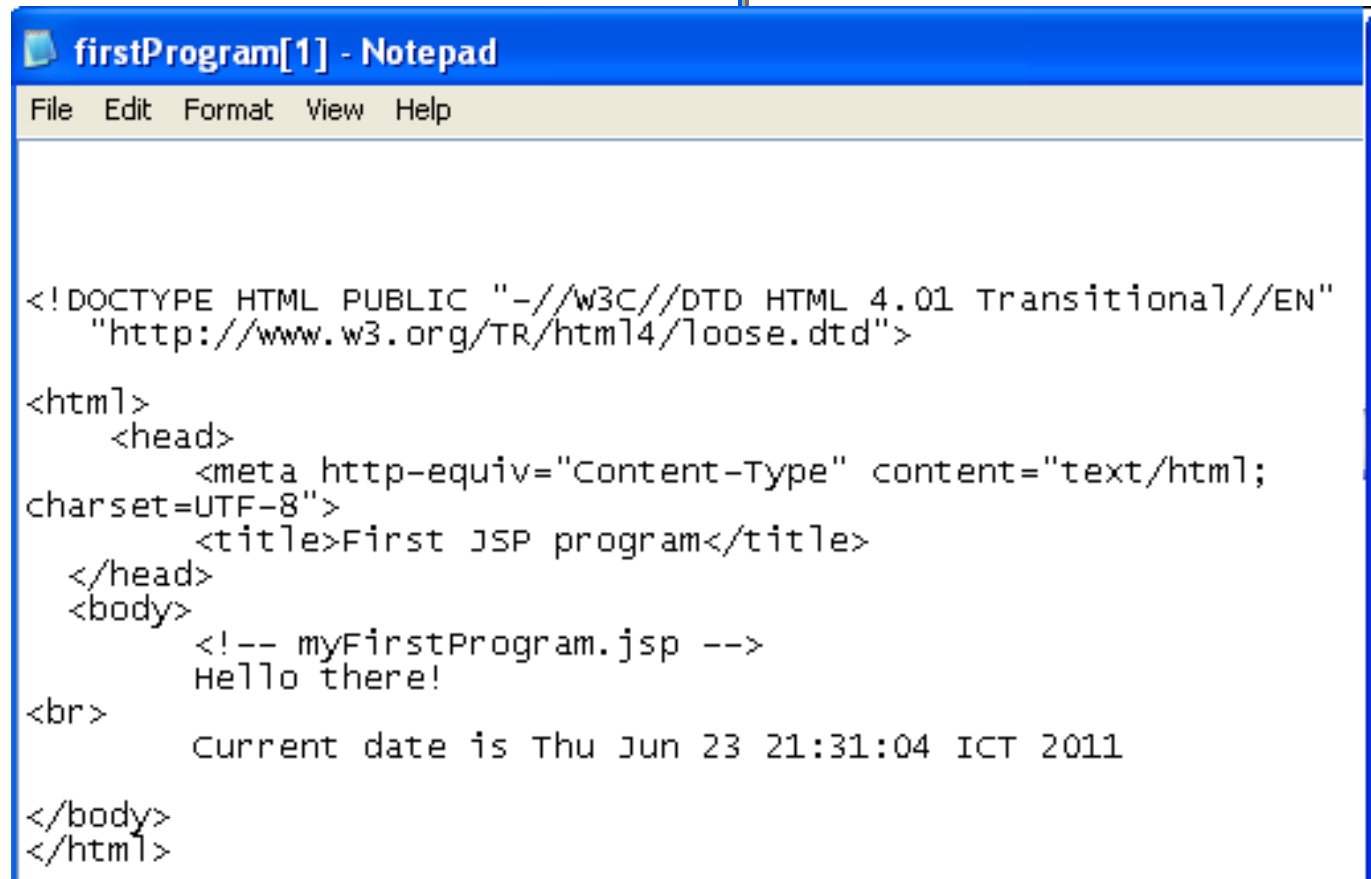 firstProgram[1] - Notepad
File Edit Format View Help
<!DOCTYPE HTML PUBLIC "-//W3C//DTD HTML 4.01 Transitional//EN"
"http://www.w3.org/TR/html4/loose.dtd">
<html>
<head>
<meta http-equiv="Content-Type" content="text/html;
charset=UTF-8">
<title>First JSP program</title>
</head>
<body>
<!-- myFirstProgram.jsp -->
Hello there!
<br>
Current date is Thu Jun 23 21:31:04 ICT 2011
</body>
</html>